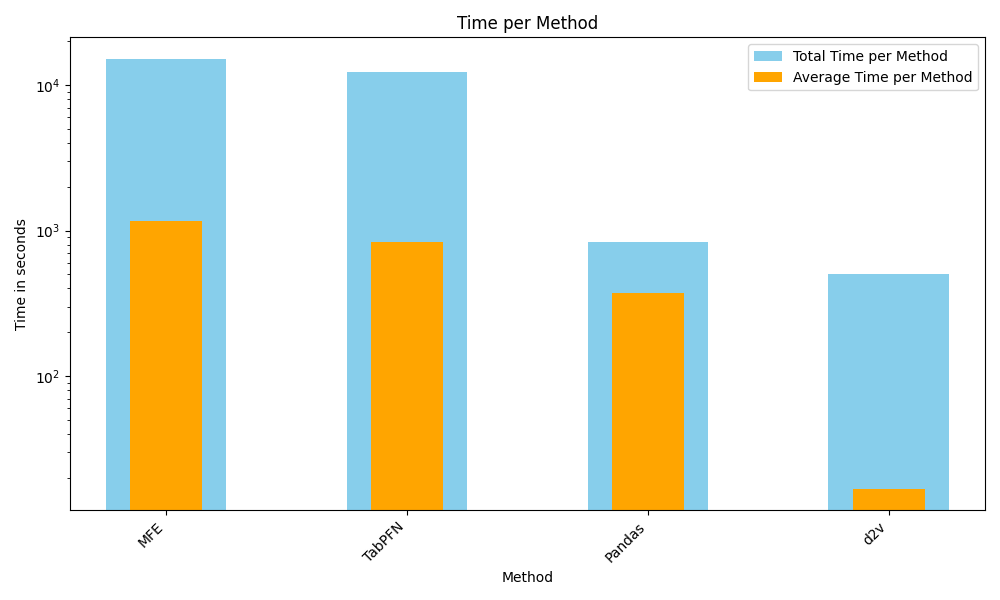 Time per Method
Total Time per Method
Average Time per Method
10⁴
10³
10²
Time in seconds
MFE
TabPFN
Pandas
d2v
Method